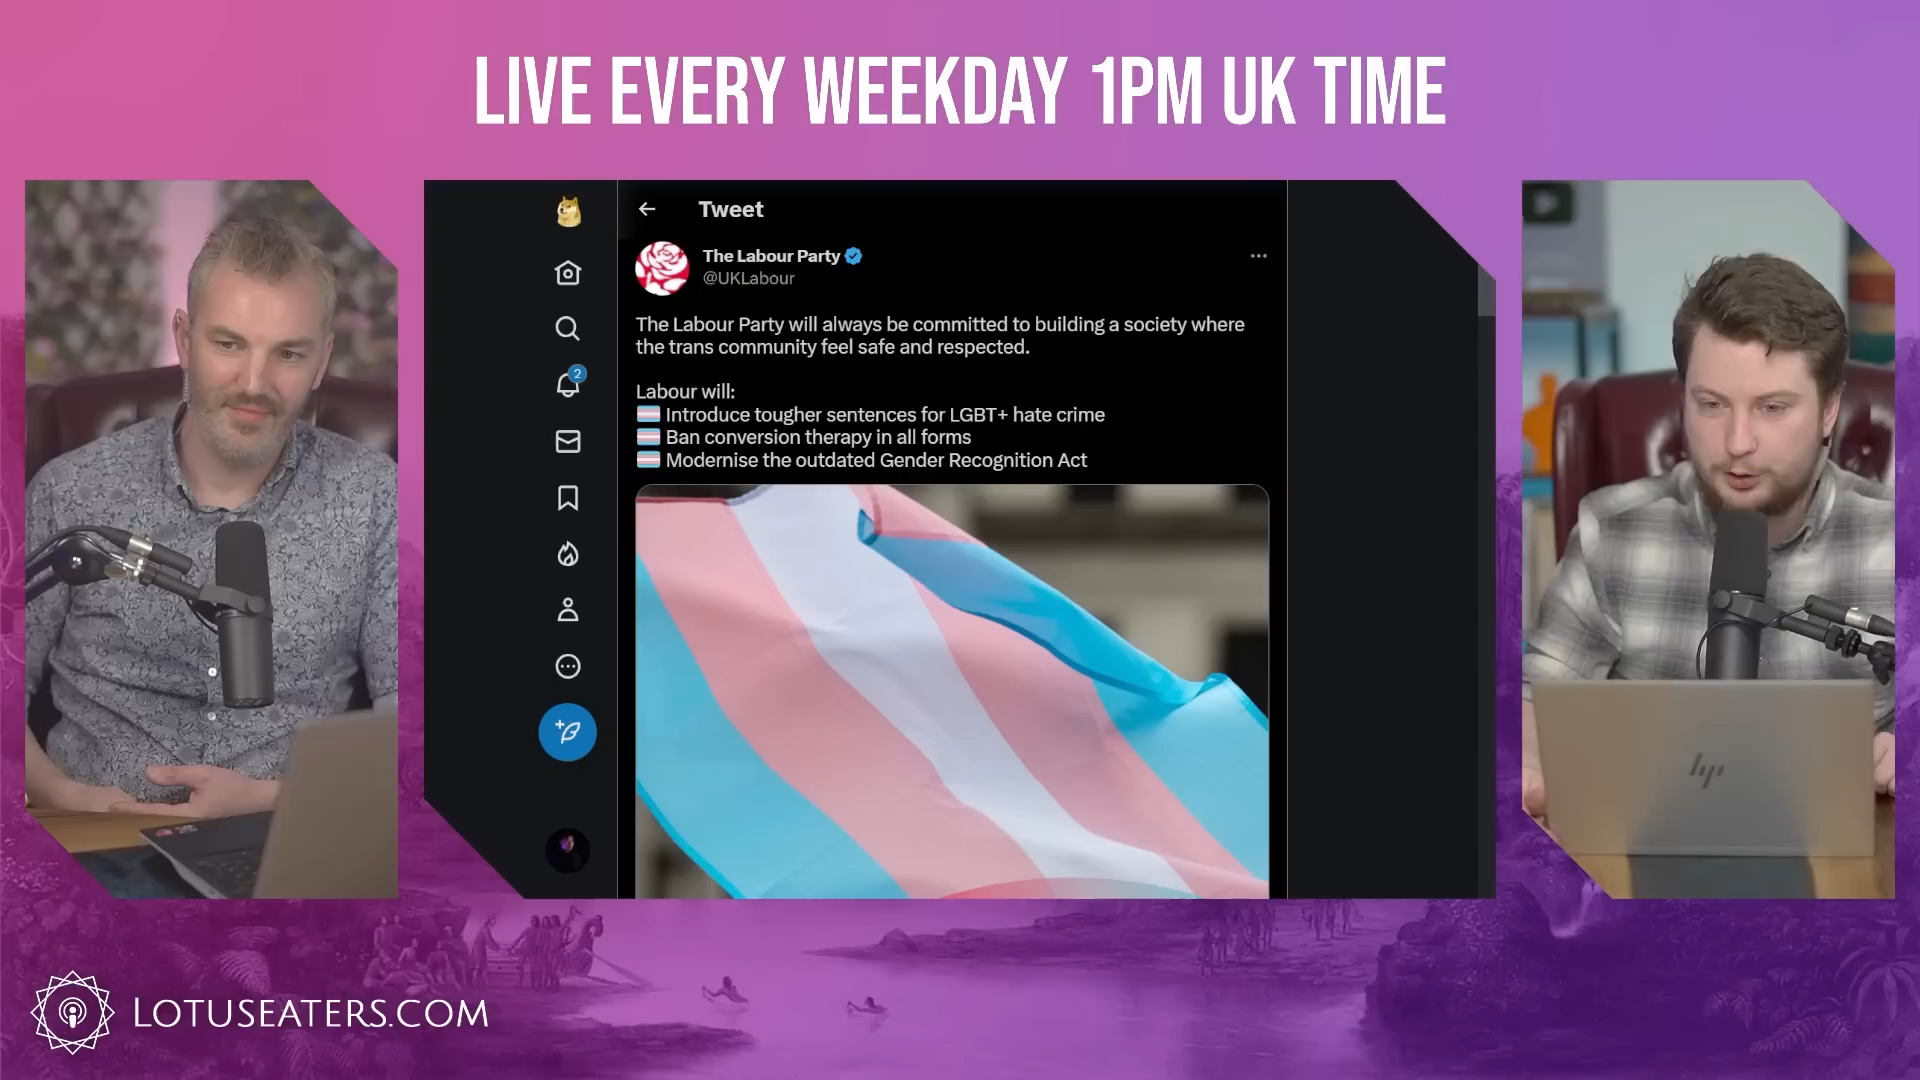 LIVE EVERY WEEKDAY 1PM UK TIME
Tweet
The Labour Party
@UKLabour
The Labour Party will always be committed to building a society where
the trans community feel safe and respected.
Labour will:
Introduce tougher sentences for LGBT+ hate crime
Ban conversion therapy in all forms
Modernise the outdated Gender Recognition Act
2
hp
LOTUSEATERS.COM